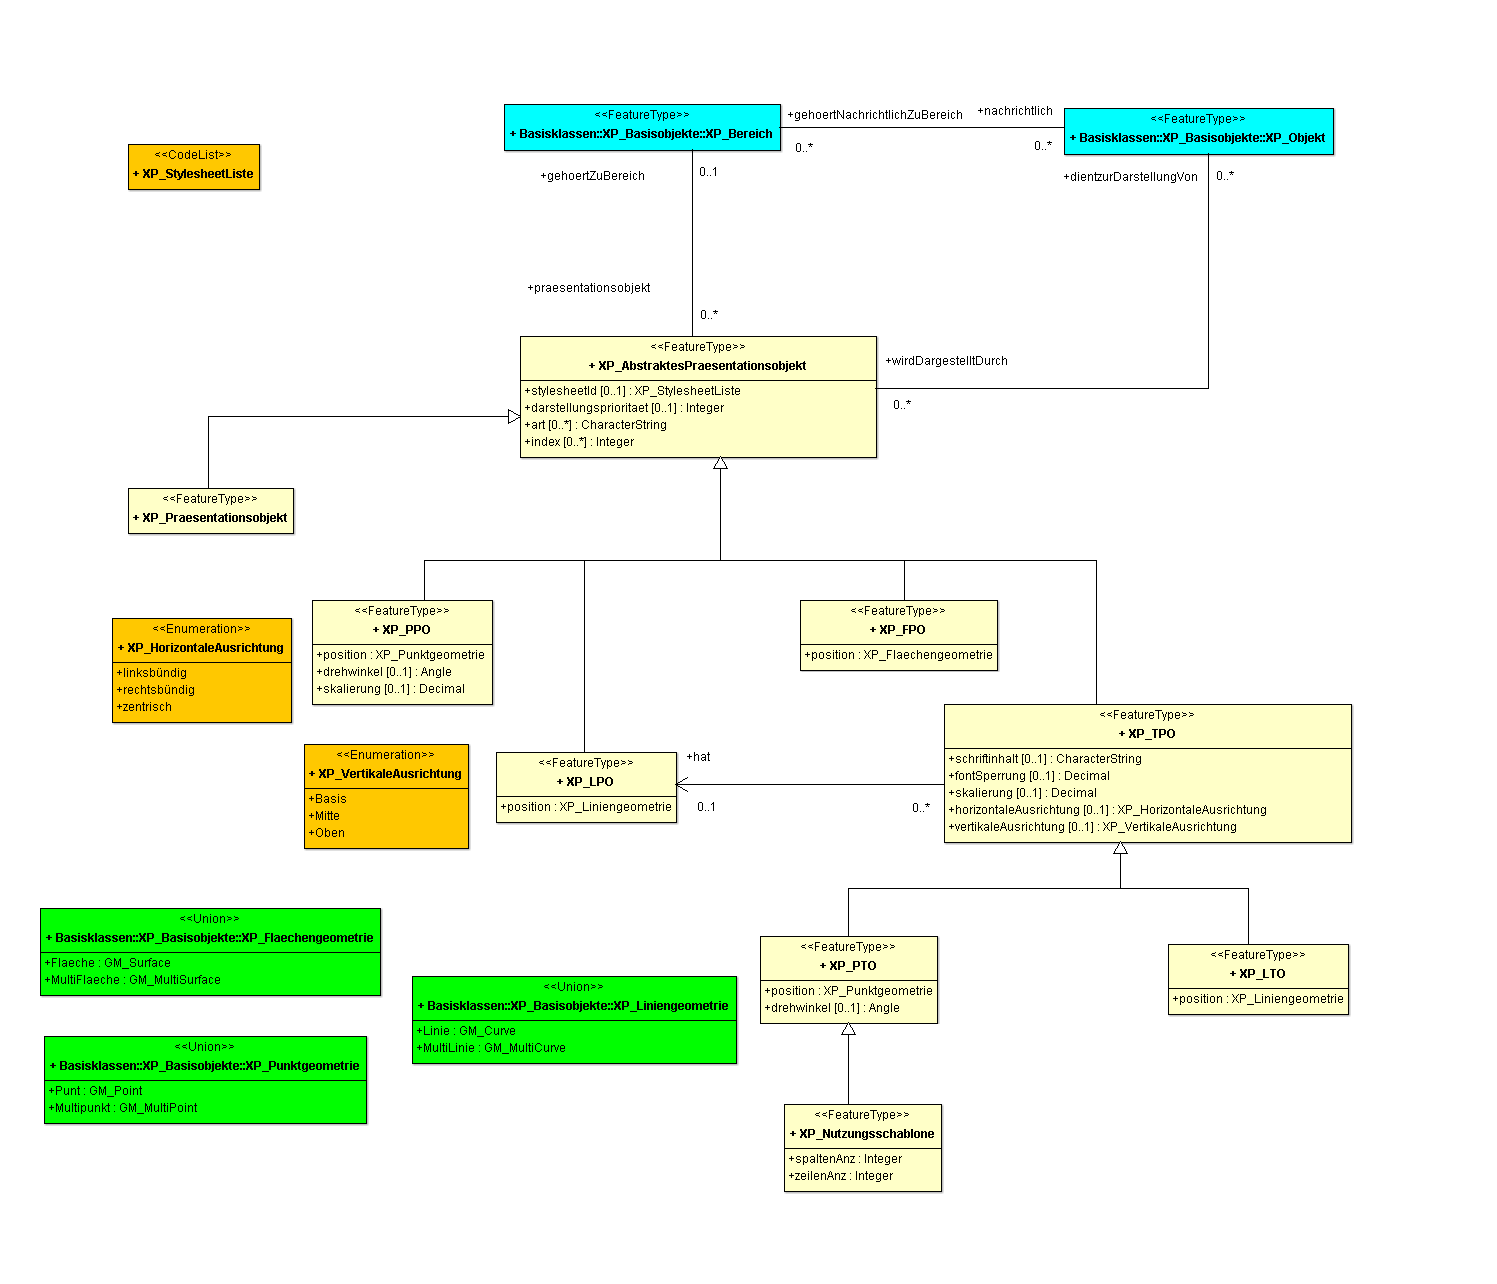 <<FeatureType>>
+ Basisklassen::XP_Basisobjekte::XP_Bereich
+gehoertNachrichtlichZuBereich
+nachrichtlich
0..*
0..*
<<FeatureType>>
+ Basisklassen::XP_Basisobjekte::XP_Objekt
<<CodeList>>
+ XP_StylesheetListe
+gehoertZuBereich
0..1
+dientzurDarstellungVon
0..*
+praesentationsobjekt
0..*
<<FeatureType>>
+ XP_AbstraktesPraesentationsobjekt
+stylesheetId [0..1] : XP_StylesheetListe
+darstellungsprioritaet [0..1] : Integer
+art [0..*] : CharacterString
+index [0..*] : Integer
+wirdDargestelltDurch
0..*
<<FeatureType>>
+ XP_Praesentationsobjekt
<<Enumeration>>
+ XP_HorizontaleAusrichtung
+linksbündig
+rechtsbündig
+zentrisch
<<FeatureType>>
+ XP_PPO
+position : XP_Punktgeometrie
+drehwinkel [0..1] : Angle
+skalierung [0..1] : Decimal
<<FeatureType>>
+ XP_FPO
+position : XP_Flaechengeometrie
<<Enumeration>>
+ XP_VertikaleAusrichtung
+Basis
+Mitte
+Oben
<<FeatureType>>
+ XP_LPO
+position : XP_Liniengeometrie
+hat
0..1
0..*
<<FeatureType>>
+ XP_TPO
+schriftinhalt [0..1] : CharacterString
+fontSperrung [0..1] : Decimal
+skalierung [0..1] : Decimal
+horizontaleAusrichtung [0..1] : XP_HorizontaleAusrichtung
+vertikaleAusrichtung [0..1] : XP_VertikaleAusrichtung
<<Union>>
+ Basisklassen::XP_Basisobjekte::XP_Flaechengeometrie
+Flaeche : GM_Surface
+MultiFlaeche : GM_MultiSurface
<<Union>>
+ Basisklassen::XP_Basisobjekte::XP_Liniengeometrie
+Linie : GM_Curve
+MultiLinie : GM_MultiCurve
<<FeatureType>>
+ XP_PTO
+position : XP_Punktgeometrie
+drehwinkel [0..1] : Angle
<<FeatureType>>
+ XP_LTO
+position : XP_Liniengeometrie
<<Union>>
+ Basisklassen::XP_Basisobjekte::XP_Punktgeometrie
+Punt : GM_Point
+Multipunkt : GM_MultiPoint
<<FeatureType>>
+ XP_Nutzungsschablone
+spaltenAnz : Integer
+zeilenAnz : Integer